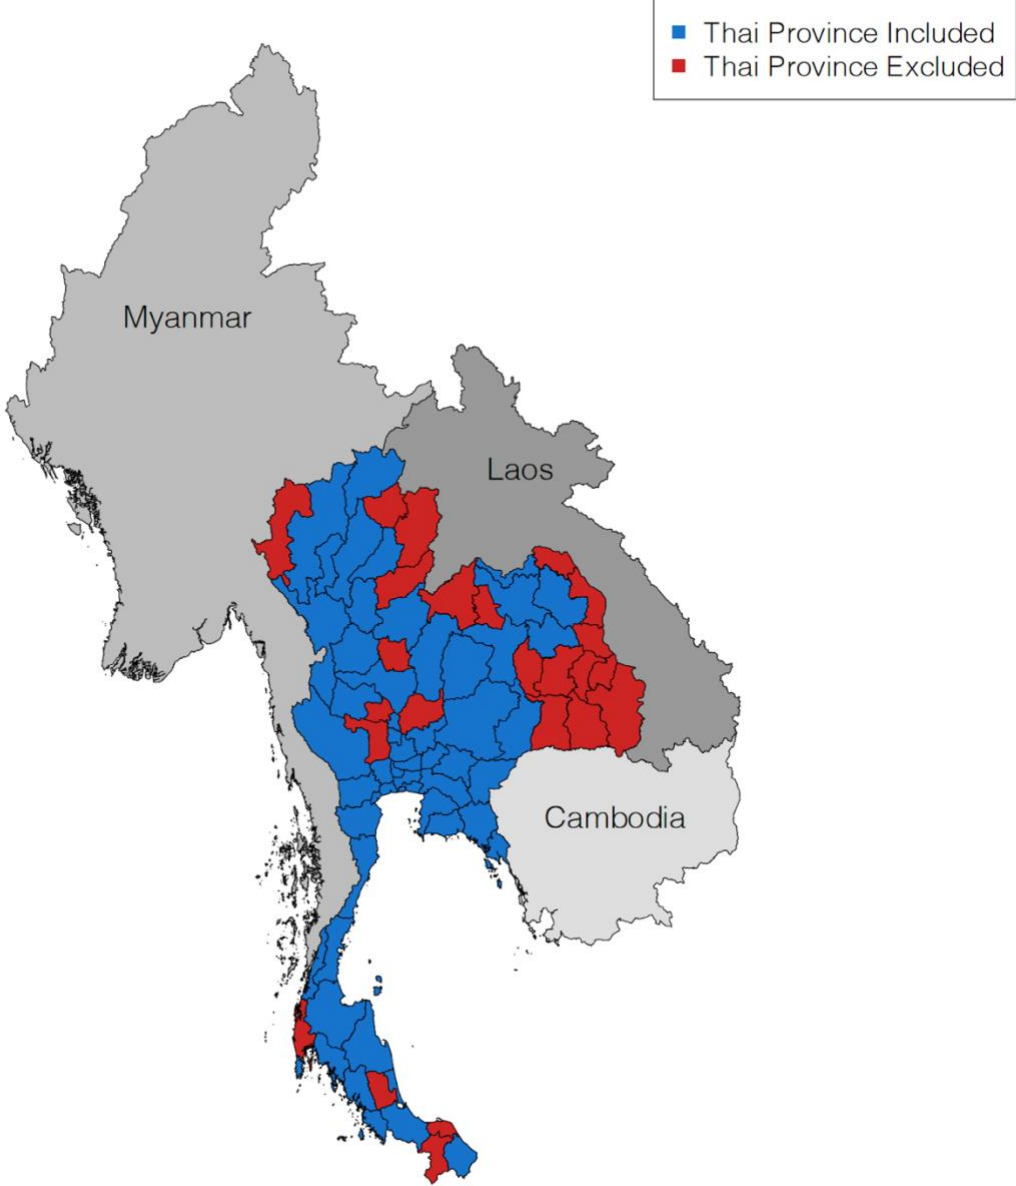 Thai Province Included
Thai Province Excluded
Myanmar
Laos
Cambodia